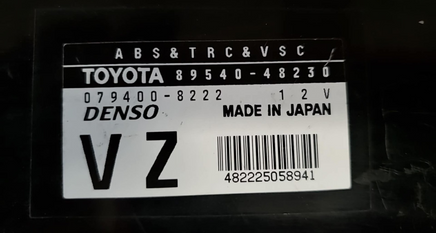 ABS&TRC&VSC
TOYOTA 89540-48230
079400-8222 12V
DENSO MADE IN JAPAN
VZ
482225058941